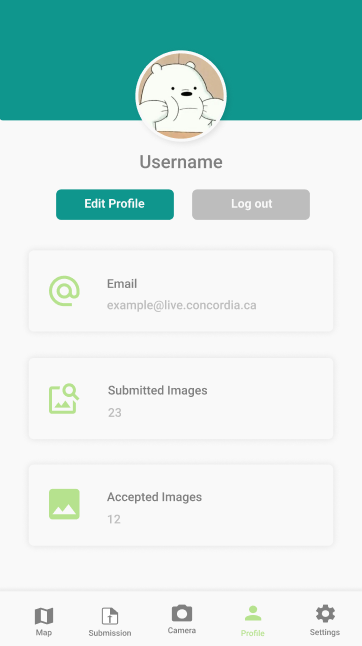 Username
Edit Profile
Log out
Email
example@live.concordia.ca
Submitted Images
23
Accepted Images
12
Map
Submission
Camera
Profile
Settings